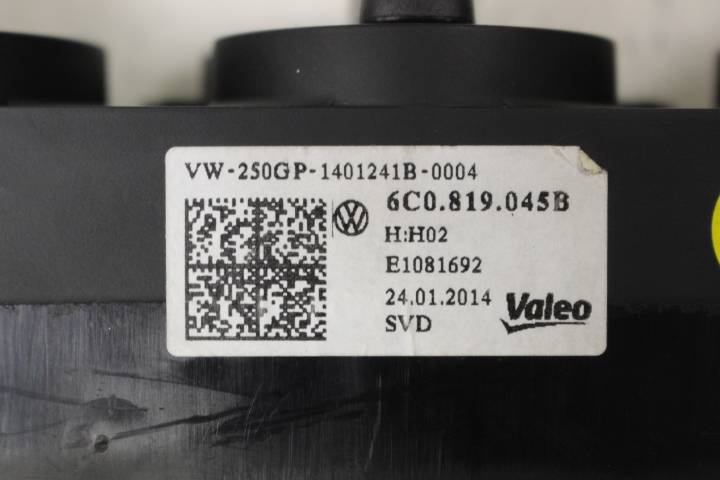 VW-250GP-1401241B-0004
6C0.819.045B
H:H02
E1081692
24.01.2014
SVD
Valeo